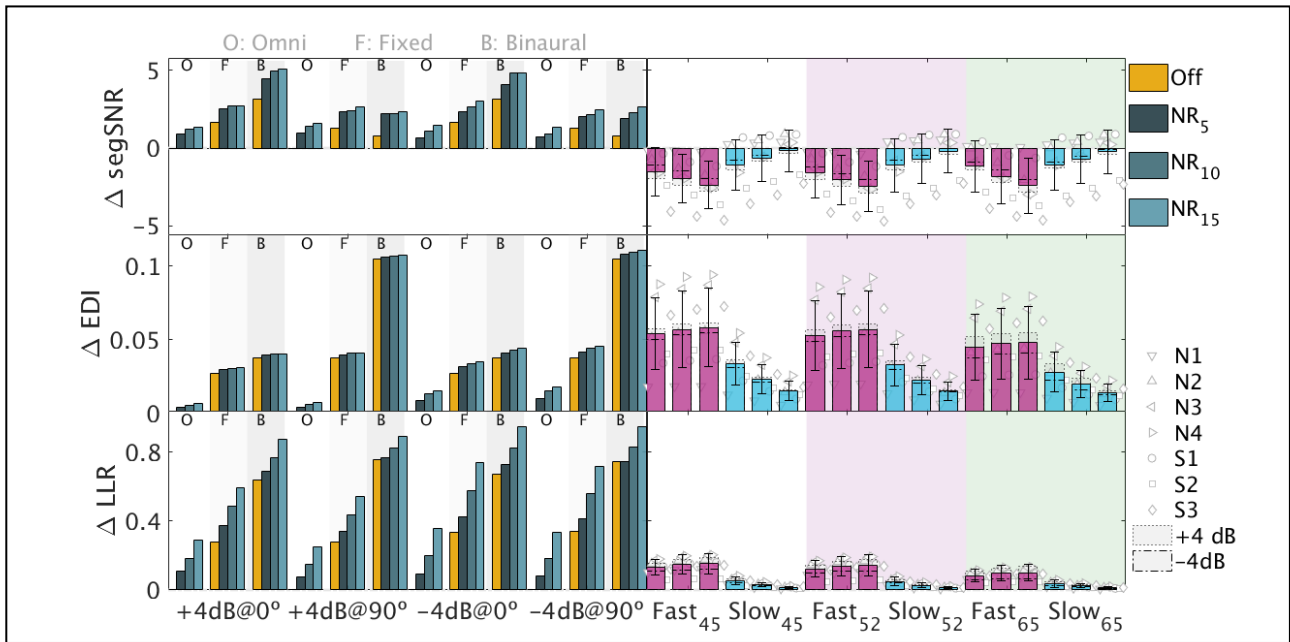 O: Omni F: Fixed B: Binaural
O F B O F B O F B O F B
5
0
−5
Δ segSNR
Off
NR5
NR10
NR15
O F B O F B O F B O F B
0.1
0.05
0
Δ EDI
O F B O F B O F B O F B
0.8
0.4
0
Δ LLR
N1
N2
N3
N4
S1
S2
S3
+4 dB
−4dB
+4dB@0° +4dB@90° −4dB@0° −4dB@90° Fast45 Slow45 Fast52 Slow52 Fast65 Slow65